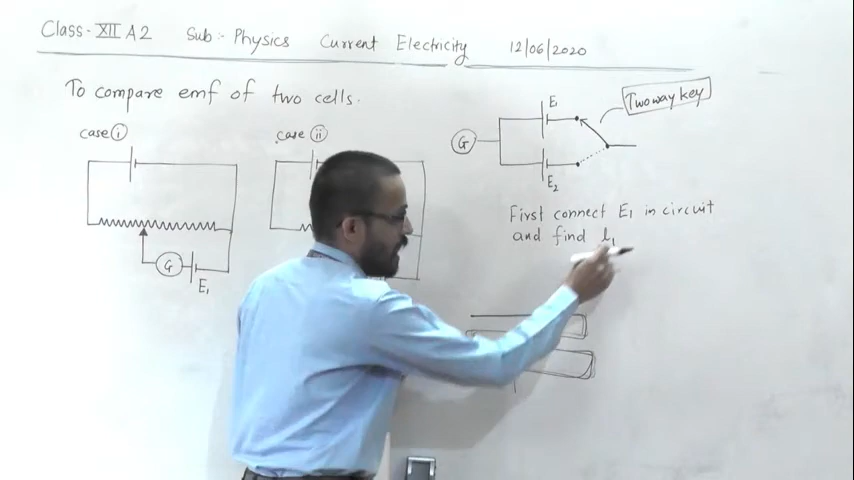 Class - XII A2 Sub :- Physics Current Electricity 12/06/2020
To compare emf of two cells.
case (i)
case (ii)
G
E1
G
E1
E2
Two way key
First connect E1 in circuit
and find l1